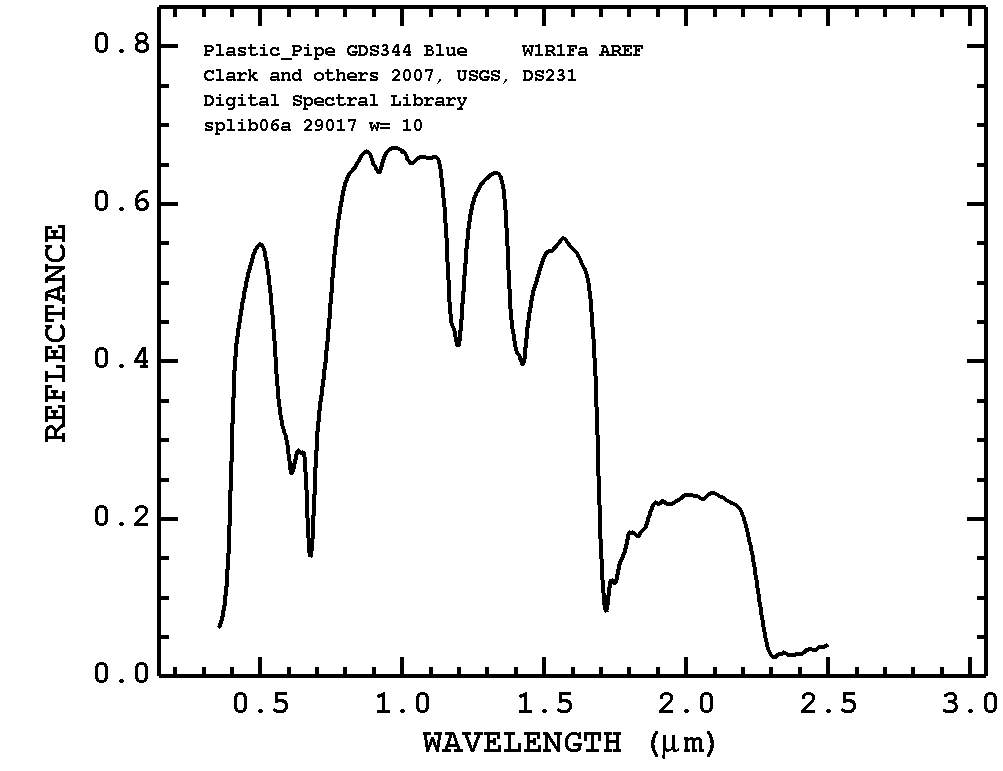 0.8
0.6
0.4
0.2
0.0
REFLECTANCE
Plastic_Pipe GDS344 Blue W1R1Fa AREF
Clark and others 2007, USGS, DS231
Digital Spectral Library
splib06a 29017 w= 10
0.5 1.0 1.5 2.0 2.5 3.0
WAVELENGTH (μm)